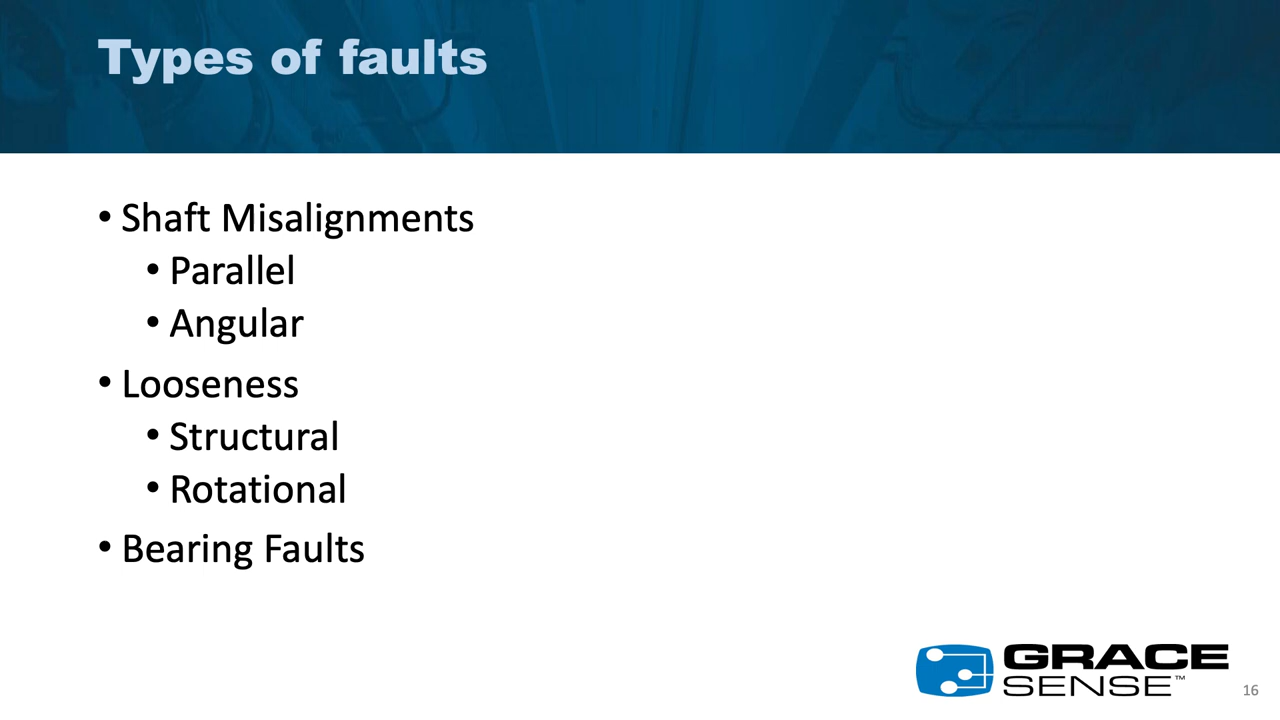 Types of faults
• Shaft Misalignments
• Parallel
• Angular
• Looseness
• Structural
• Rotational
• Bearing Faults
GRACE
SENSE™
16